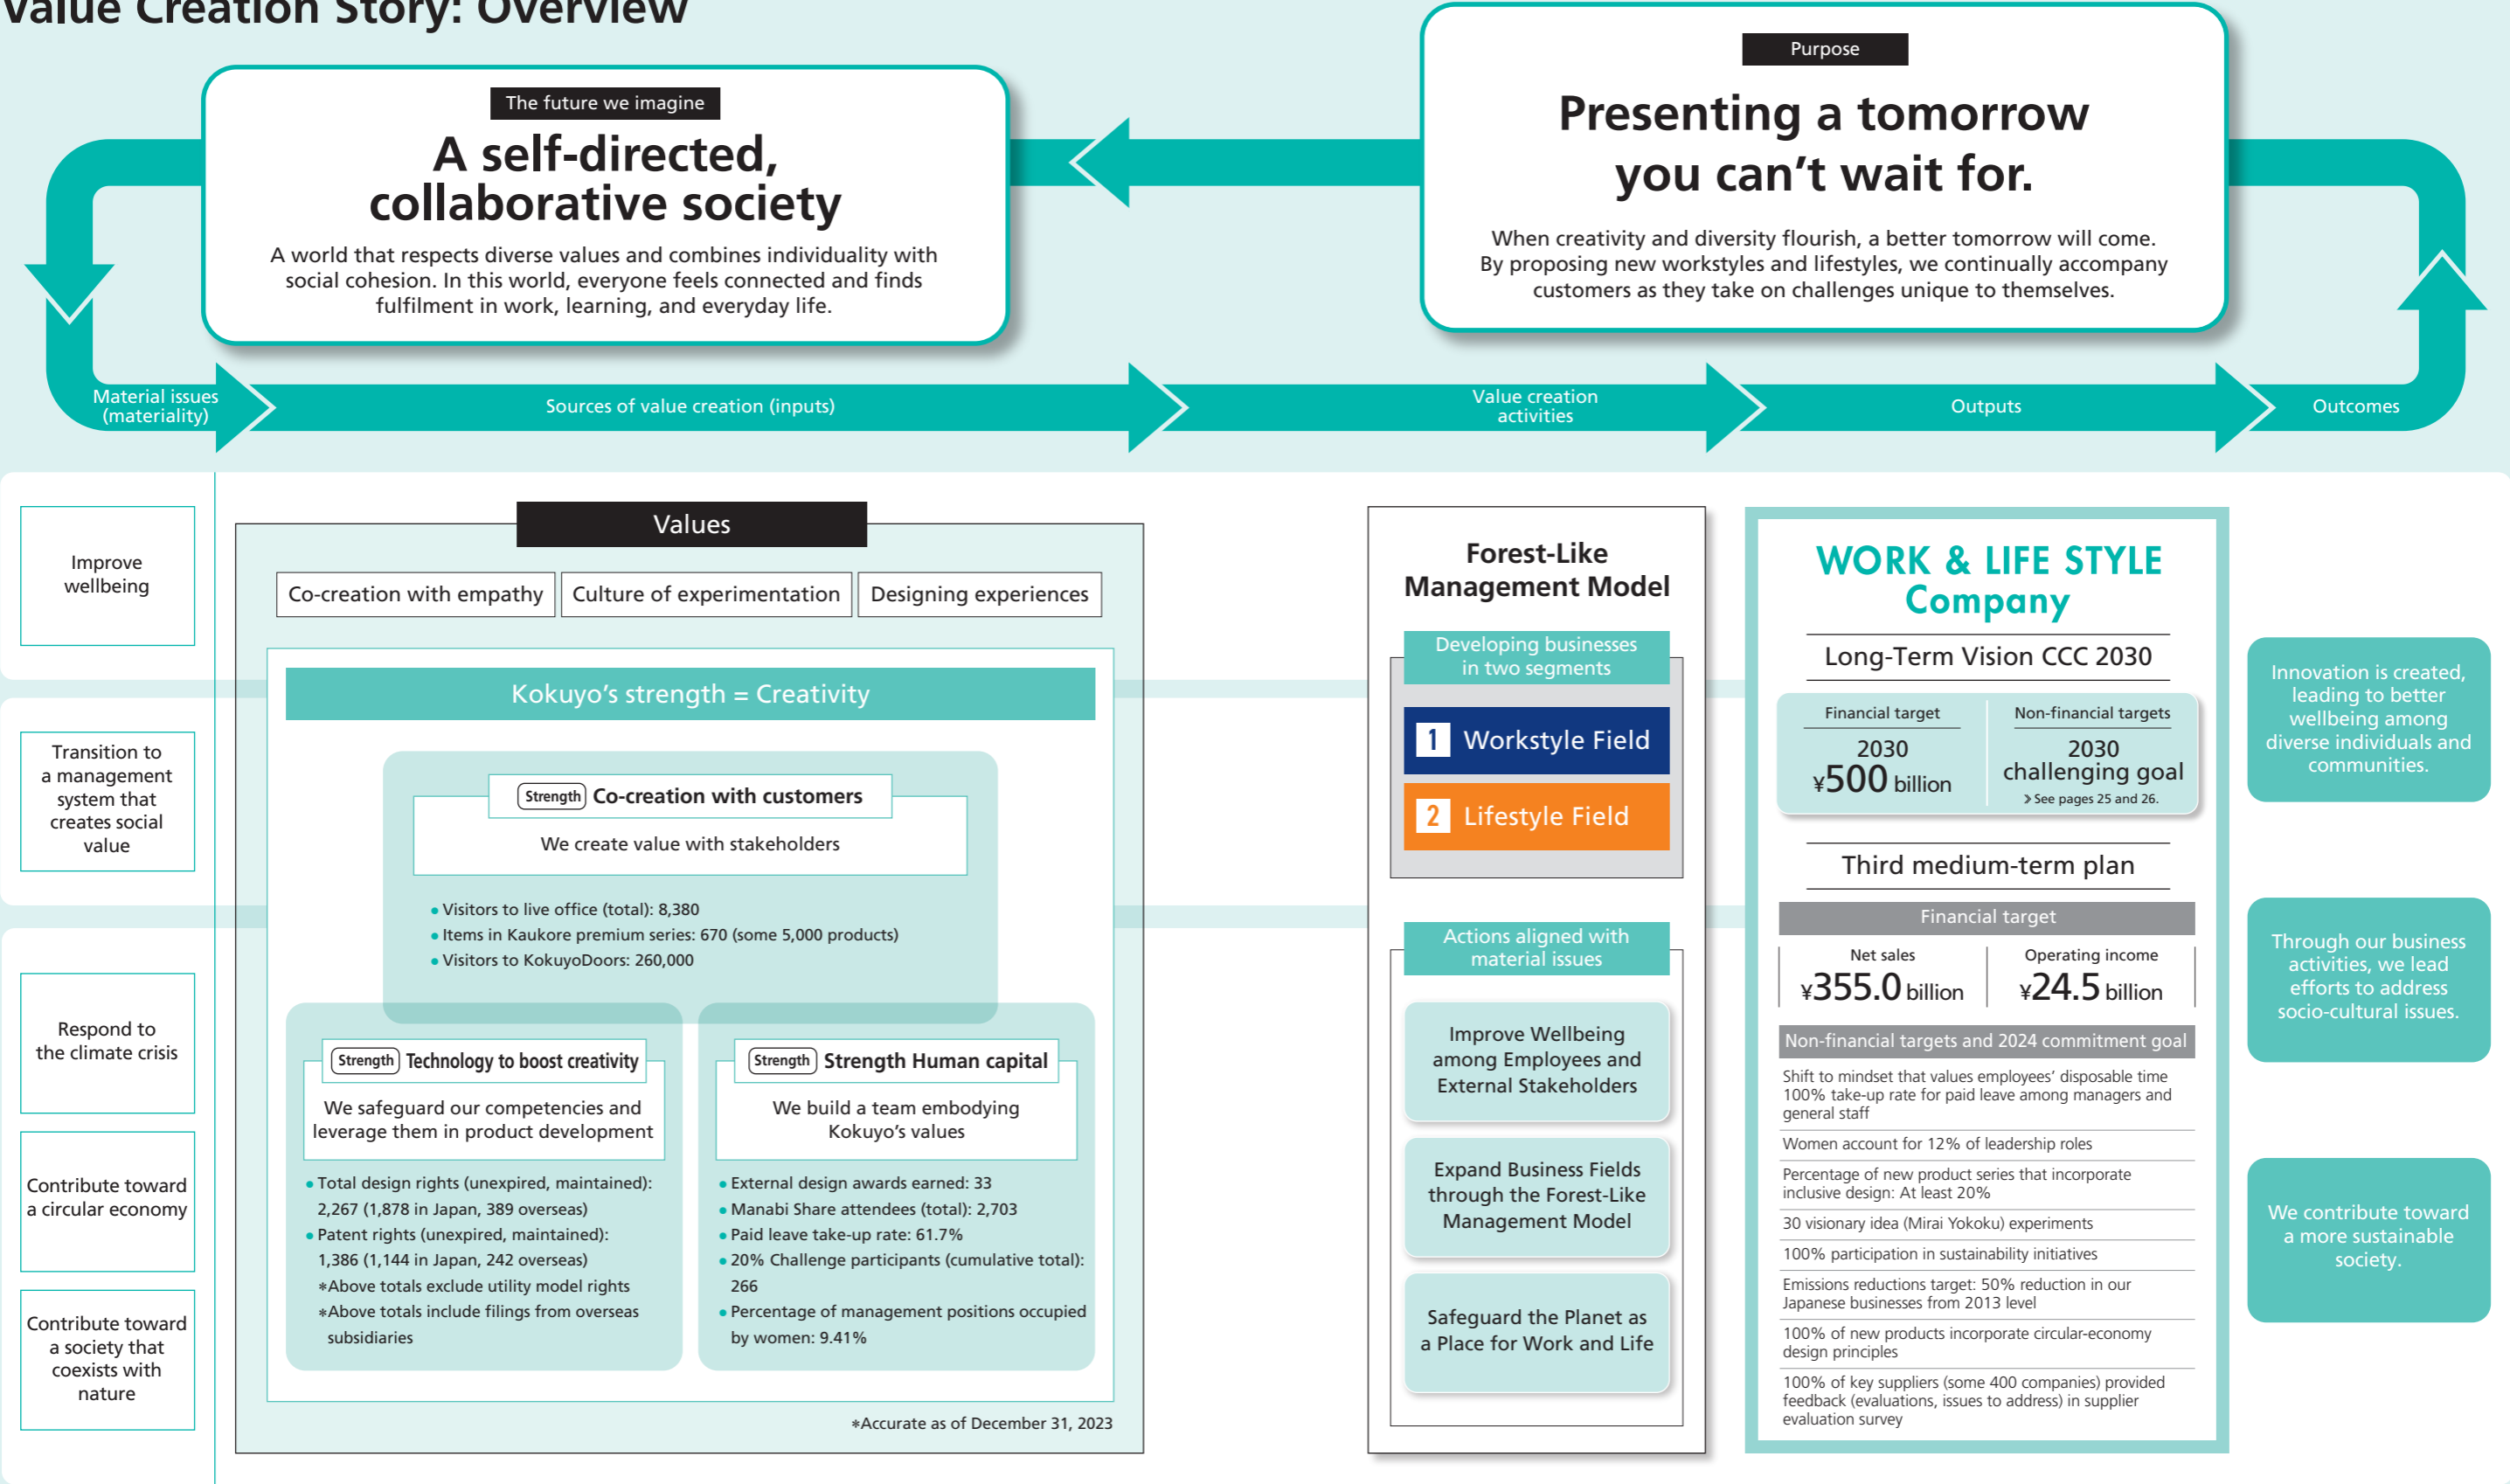 Value Creation Story: Overview
The future we imagine
A self-directed,
collaborative society
A world that respects diverse values and combines individuality with
social cohesion. In this world, everyone feels connected and finds
fulfilment in work, learning, and everyday life.
Purpose
Presenting a tomorrow
you can't wait for.
When creativity and diversity flourish, a better tomorrow will come.
By proposing new workstyles and lifestyles, we continually accompany
customers as they take on challenges unique to themselves.
Material issues
(materiality)
Sources of value creation (inputs)
Value creation
activities
Outputs
Outcomes
Improve
wellbeing
Transition to
a management
system that
creates social
value
Respond to
the climate crisis
Contribute toward
a circular economy
Contribute toward
a society that
coexists with
nature
Values
Co-creation with empathy
Culture of experimentation
Designing experiences
Kokuyo's strength = Creativity
Strength Co-creation with customers
We create value with stakeholders
• Visitors to live office (total): 8,380
• Items in Kaukore premium series: 670 (some 5,000 products)
• Visitors to KokuyoDoors: 260,000
Strength Technology to boost creativity
We safeguard our competencies and
leverage them in product development
• Total design rights (unexpired, maintained):
2,267 (1,878 in Japan, 389 overseas)
• Patent rights (unexpired, maintained):
1,386 (1,144 in Japan, 242 overseas)
*Above totals exclude utility model rights
*Above totals include filings from overseas
subsidiaries
Strength Strength Human capital
We build a team embodying
Kokuyo's values
• External design awards earned: 33
• Manabi Share attendees (total): 2,703
• Paid leave take-up rate: 61.7%
• 20% Challenge participants (cumulative total):
266
• Percentage of management positions occupied
by women: 9.41%
*Accurate as of December 31, 2023
Forest-Like
Management Model
Developing businesses
in two segments
1 Workstyle Field
2 Lifestyle Field
Actions aligned with
material issues
Improve Wellbeing
among Employees and
External Stakeholders
Expand Business Fields
through the Forest-Like
Management Model
Safeguard the Planet as
a Place for Work and Life
WORK & LIFE STYLE
Company
Long-Term Vision CCC 2030
Financial target
2030
¥500 billion
Non-financial targets
2030
challenging goal
See pages 25 and 26.
Third medium-term plan
Financial target
Net sales
¥355.0 billion
Operating income
¥24.5 billion
Non-financial targets and 2024 commitment goal
Shift to mindset that values employees' disposable time
100% take-up rate for paid leave among managers and
general staff
Women account for 12% of leadership roles
Percentage of new product series that incorporate
inclusive design: At least 20%
30 visionary idea (Mirai Yokoku) experiments
100% participation in sustainability initiatives
Emissions reductions target: 50% reduction in our
Japanese businesses from 2013 level
100% of new products incorporate circular-economy
design principles
100% of key suppliers (some 400 companies) provided
feedback (evaluations, issues to address) in supplier
evaluation survey
Innovation is created,
leading to better
wellbeing among
diverse individuals and
communities.
Through our business
activities, we lead
efforts to address
socio-cultural issues.
We contribute toward
a more sustainable
society.